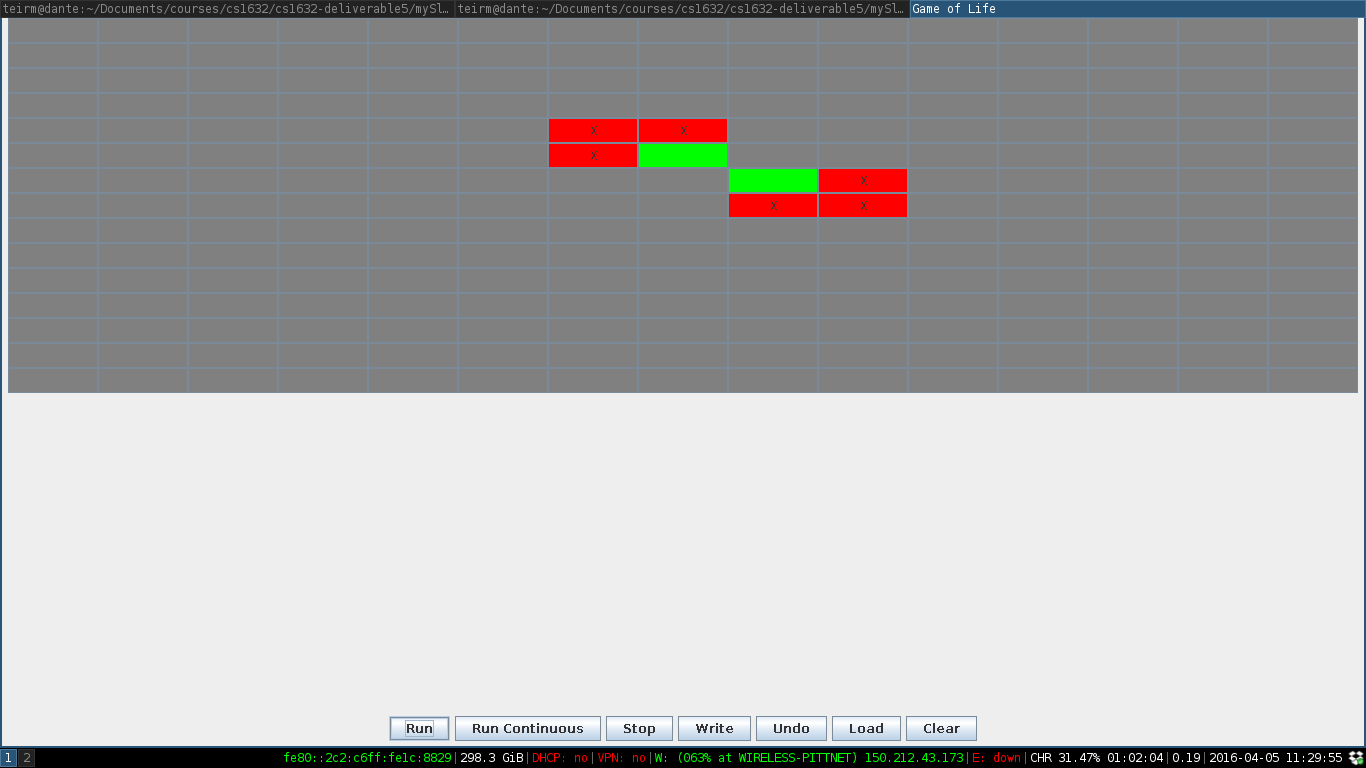 teirm@dante:~/Documents/courses/cs1632/cs1632-deliverable5/mySl… teirm@dante:~/Documents/courses/cs1632/cs1632-deliverable5/mySl… Game of Life
X X
X
X
X X
Run Run Continuous Stop Write Undo Load Clear
1 2 fe80::2c2:c6ff:fe1c:8829|298.3 GiB|DHCP: no|VPN: no|W: (063% at WIRELESS-PITTNET) 150.212.43.173|E: down|CHR 31.47% 01:02:04|0.19|2016-04-05 11:29:55